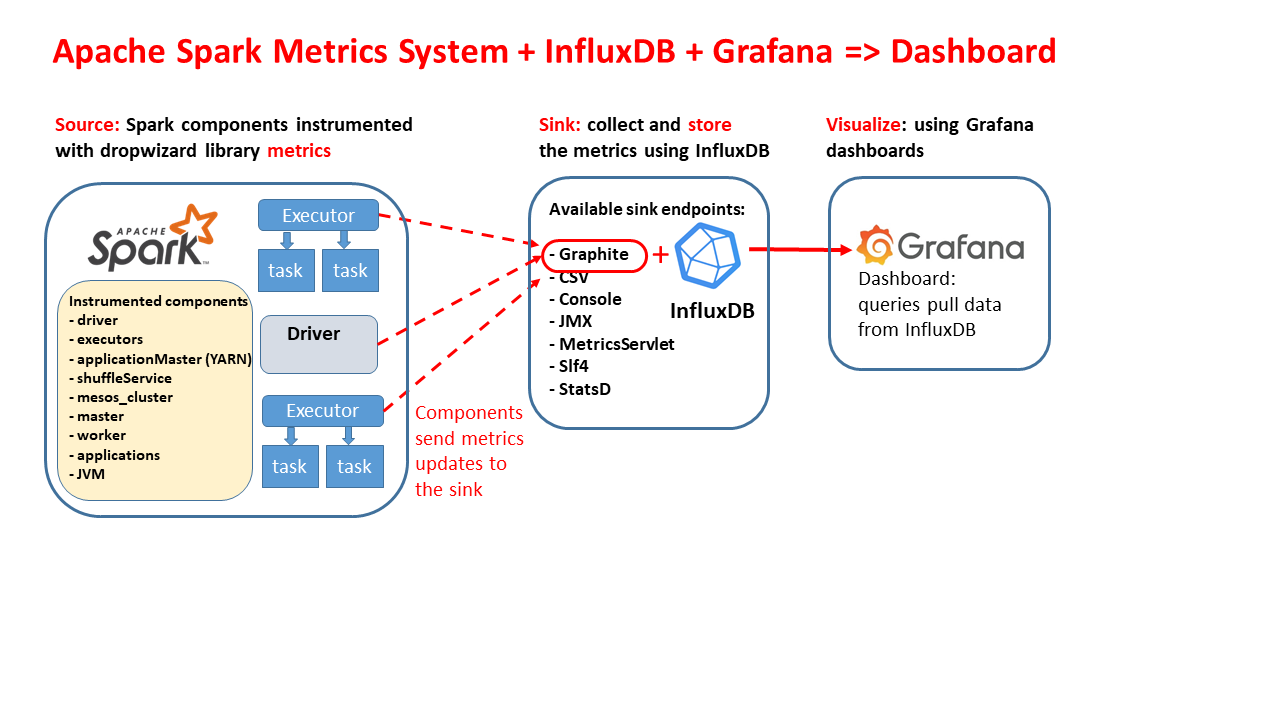 Apache Spark Metrics System + InfluxDB + Grafana => Dashboard
Source: Spark components instrumented
with dropwizard library metrics
Sink: collect and store
the metrics using InfluxDB
Visualize: using Grafana
dashboards
APACHE
Spark™
Instrumented components
- driver
- executors
- applicationMaster (YARN)
- shuffleService
- mesos_cluster
- master
- worker
- applications
- JVM
Executor
task
task
Driver
Executor
task
task
Components
send metrics
updates to
the sink
Available sink endpoints:
- Graphite
- CSV
- Console
- JMX
- MetricsServlet
- Slf4
- StatsD
+
InfluxDB
Grafana
Dashboard:
queries pull data
from InfluxDB